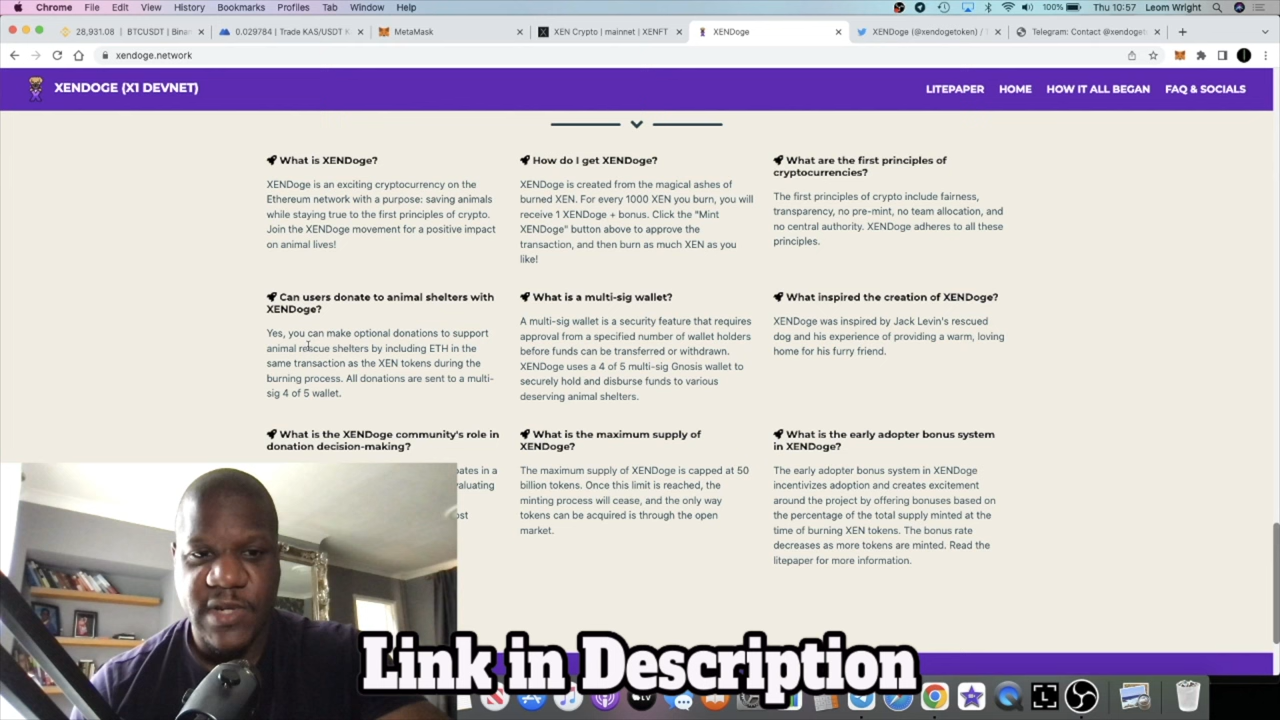 Chrome File Edit View History Bookmarks Profiles Tab Window Help 100% Thu 10:57 Leom Wright
28,931.08 | BTCUSDT | Binan 0.029784 | Trade KAS/USDT MetaMask XEN Crypto | mainnet | XENFT XENDoge XENDoge (@xendogetoken) / Telegram: Contact @xendoget
xendoge.network
XENDOGE (X1 DEVNET) LITEPAPER HOME HOW IT ALL BEGAN FAQ & SOCIALS
What is XENDoge?
XENDoge is an exciting cryptocurrency on the
Ethereum network with a purpose: saving animals
while staying true to the first principles of crypto.
Join the XENDoge movement for a positive impact
on animal lives!
How do I get XENDoge?
XENDoge is created from the magical ashes of
burned XEN. For every 1000 XEN you burn, you will
receive 1 XENDoge + bonus. Click the "Mint
XENDoge" button above to approve the
transaction, and then burn as much XEN as you
like!
What are the first principles of
cryptocurrencies?
The first principles of crypto include fairness,
transparency, no pre-mint, no team allocation, and
no central authority. XENDoge adheres to all these
principles.
Can users donate to animal shelters with
XENDoge?
Yes, you can make optional donations to support
animal rescue shelters by including ETH in the
same transaction as the XEN tokens during the
burning process. All donations are sent to a multi-
sig 4 of 5 wallet.
What is a multi-sig wallet?
A multi-sig wallet is a security feature that requires
approval from a specified number of wallet holders
before funds can be transferred or withdrawn.
XENDoge uses a 4 of 5 multi-sig Gnosis wallet to
securely hold and disburse funds to various
deserving animal shelters.
What inspired the creation of XENDoge?
XENDoge was inspired by Jack Levin's rescued
dog and his experience of providing a warm, loving
home for his furry friend.
What is the XENDoge community's role in
donation decision-making?
pates in a
valuating
ost
What is the maximum supply of
XENDoge?
The maximum supply of XENDoge is capped at 50
billion tokens. Once this limit is reached, the
minting process will cease, and the only way
tokens can be acquired is through the open
market.
What is the early adopter bonus system
in XENDoge?
The early adopter bonus system in XENDoge
incentivizes adoption and creates excitement
around the project by offering bonuses based on
the percentage of the total supply minted at the
time of burning XEN tokens. The bonus rate
decreases as more tokens are minted. Read the
litepaper for more information.
Link in Description